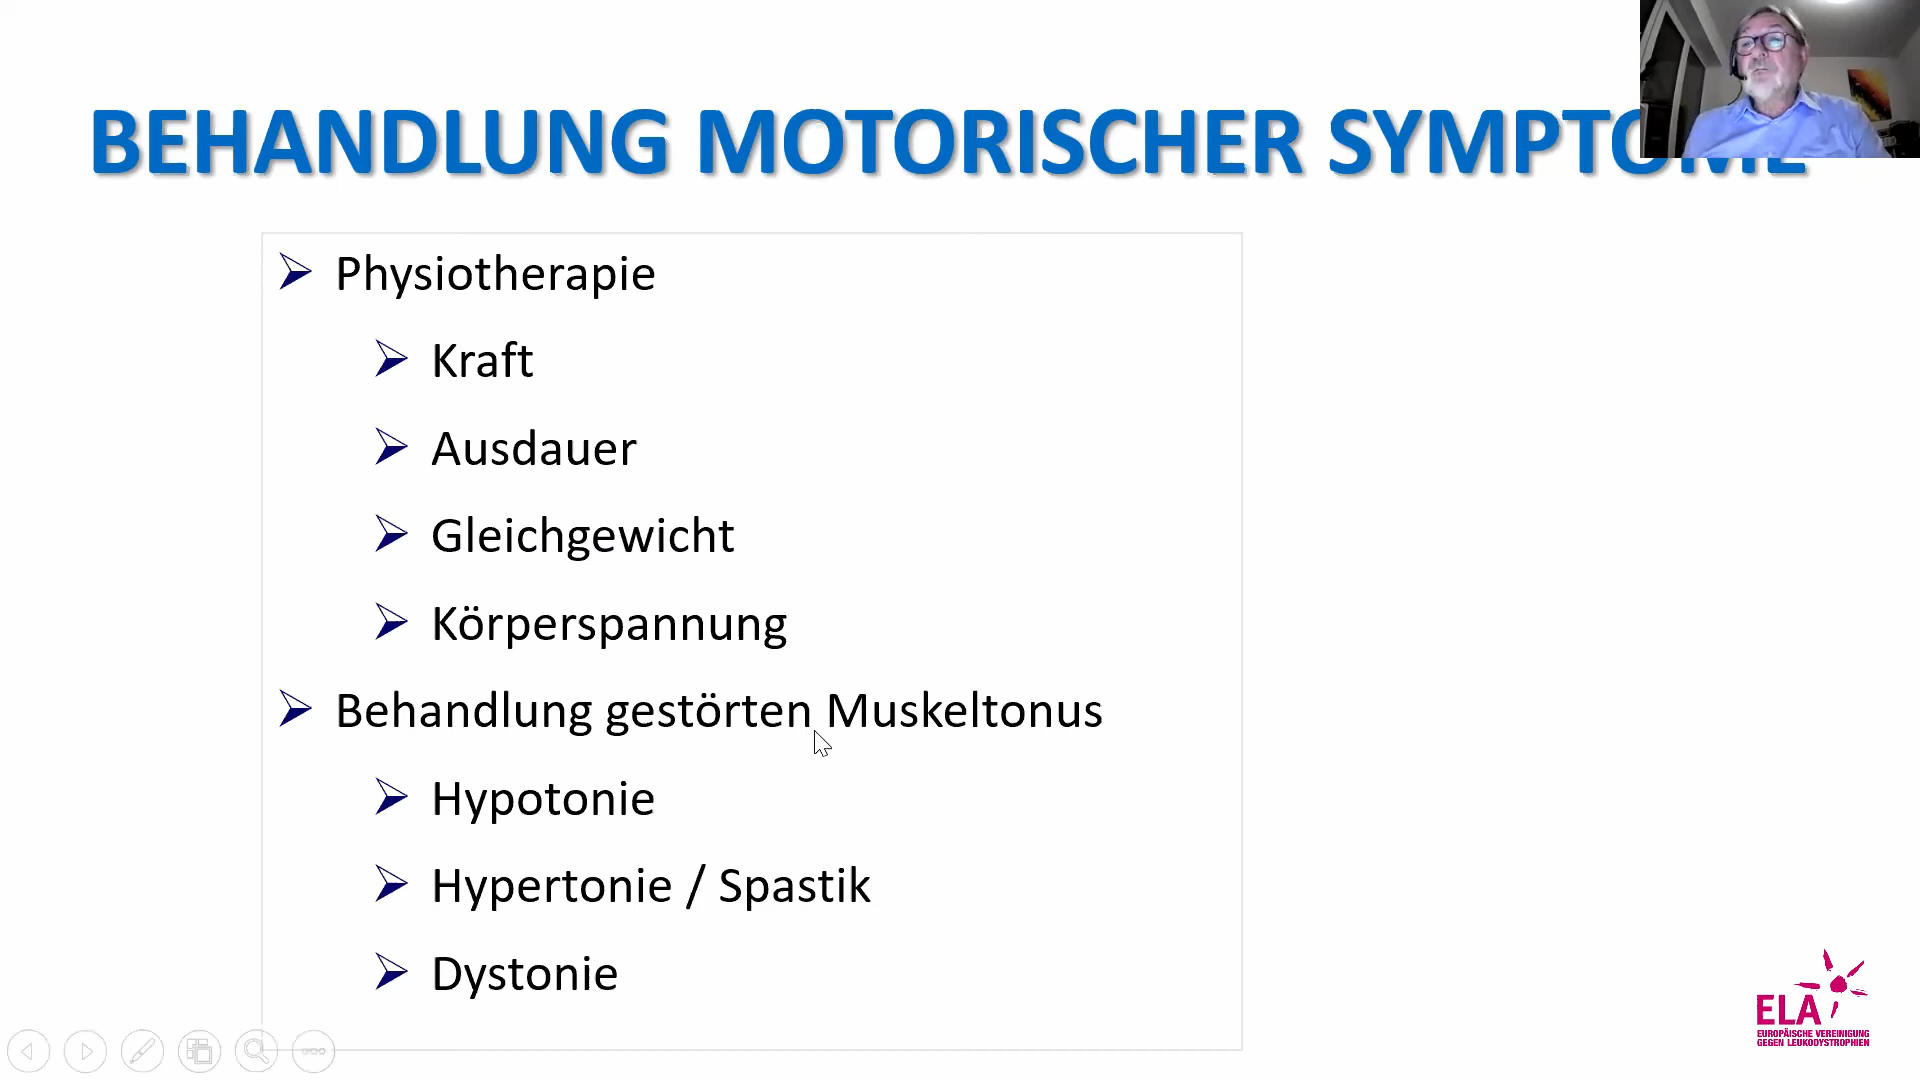 BEHANDLUNG MOTORISCHER SYMPTOME
Physiotherapie
Kraft
Ausdauer
Gleichgewicht
Körperspannung
Behandlung gestörten Muskeltonus
Hypotonie
Hypertonie / Spastik
Dystonie
ELA
EUROPÄISCHE VEREINIGUNG
GEGEN LEUKODYSTROPHIEN